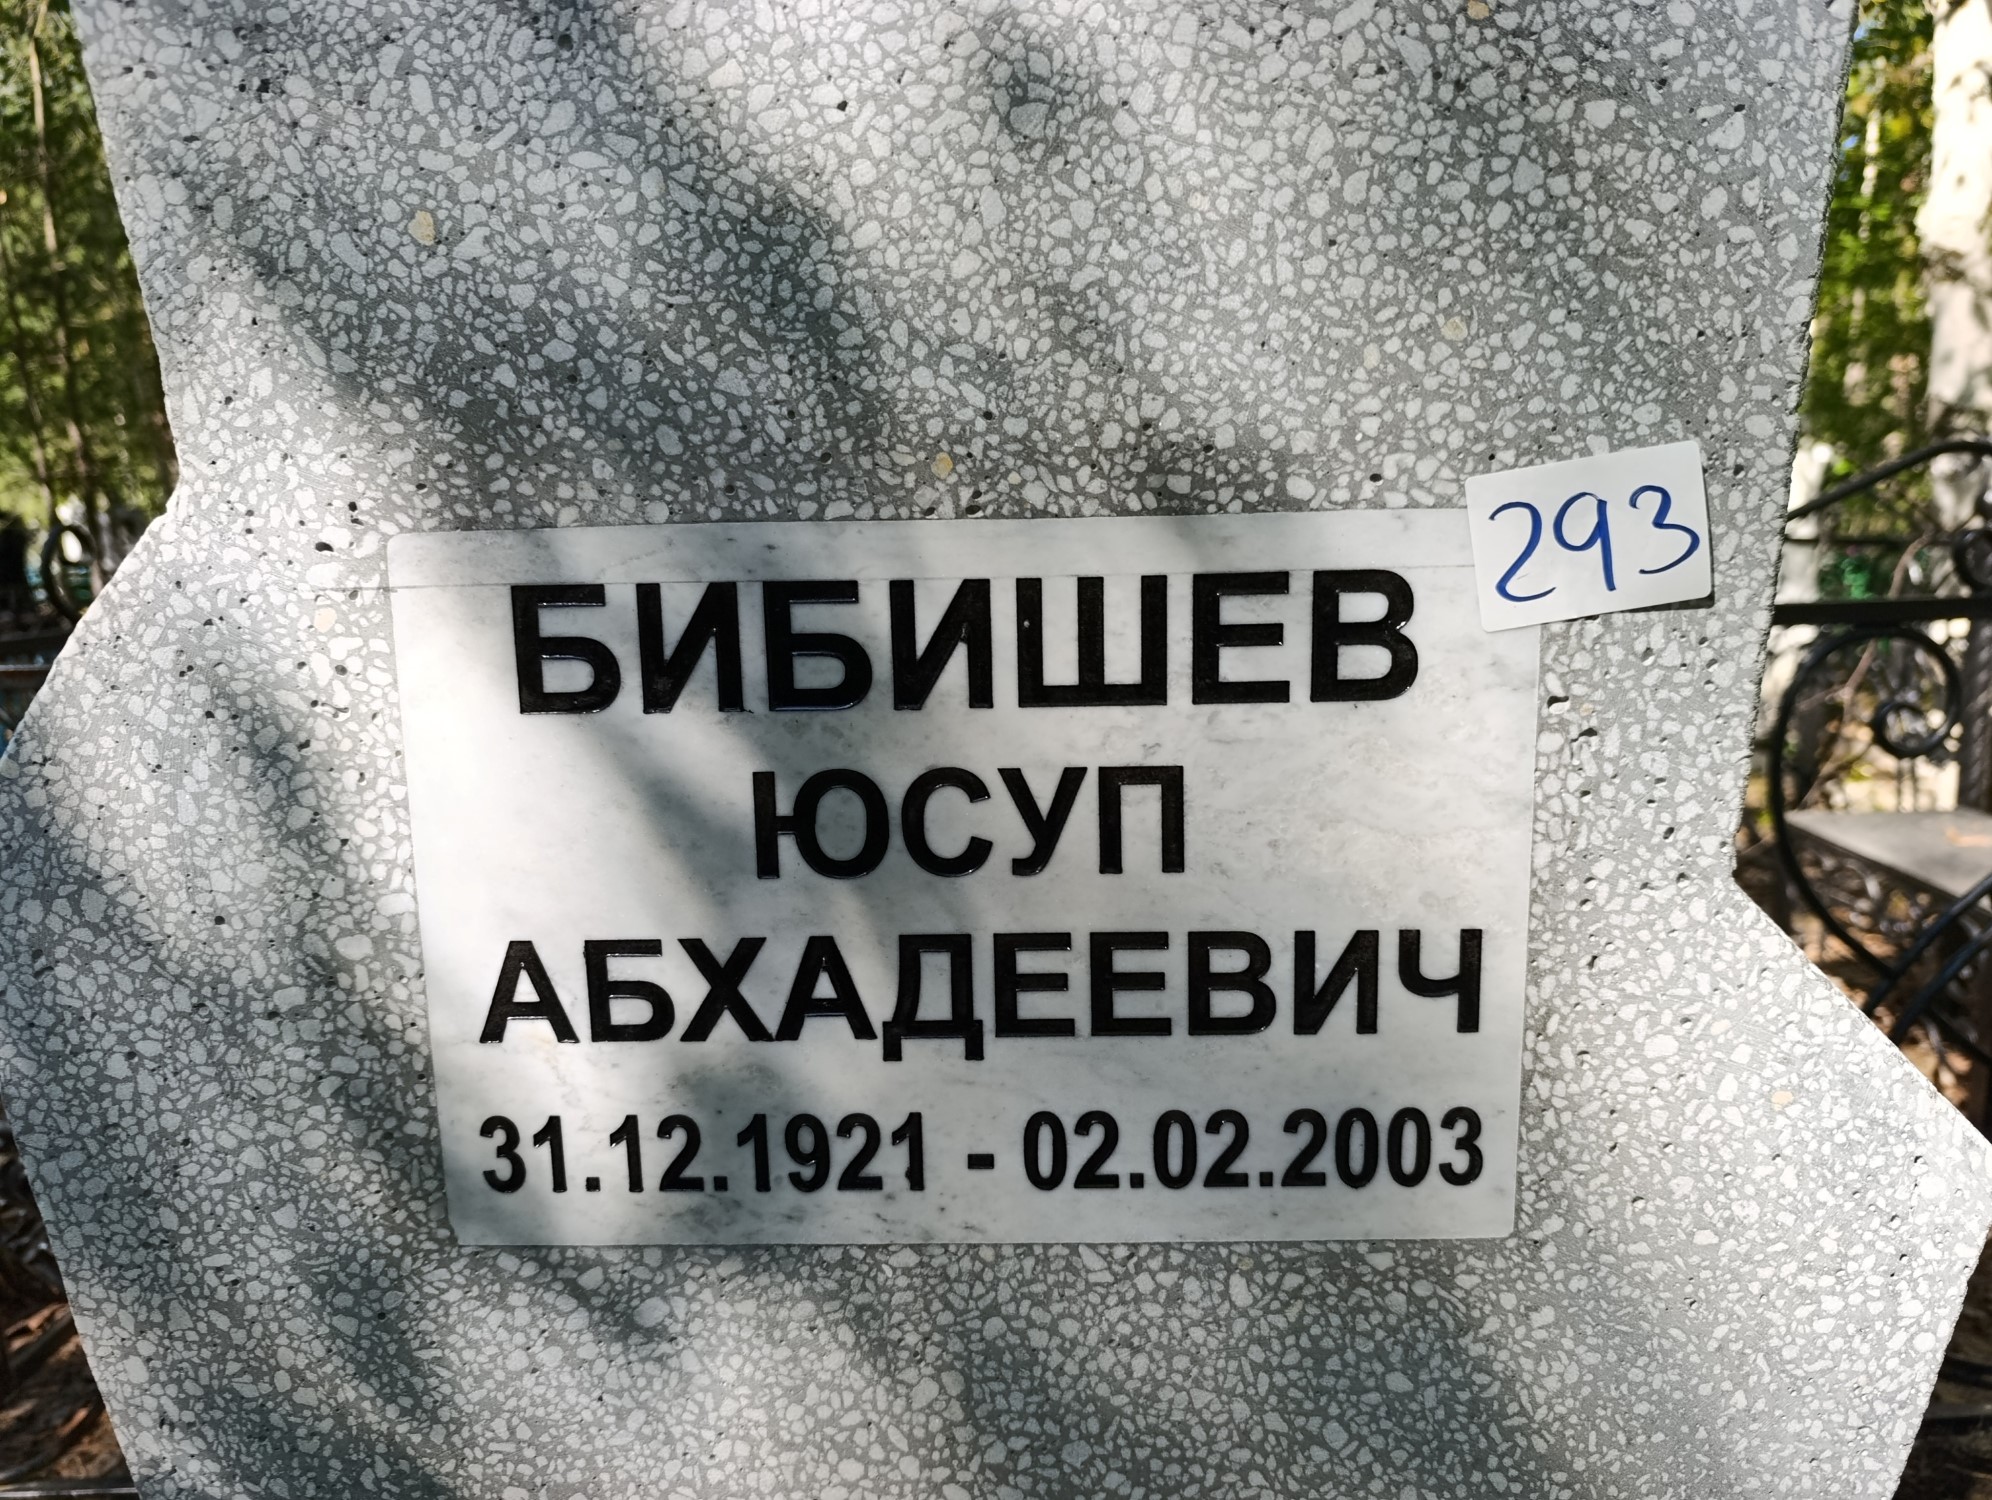 293
БИБИШЕВ
ЮСУП
АБХАДЕЕВИЧ
31.12.1921 - 02.02.2003